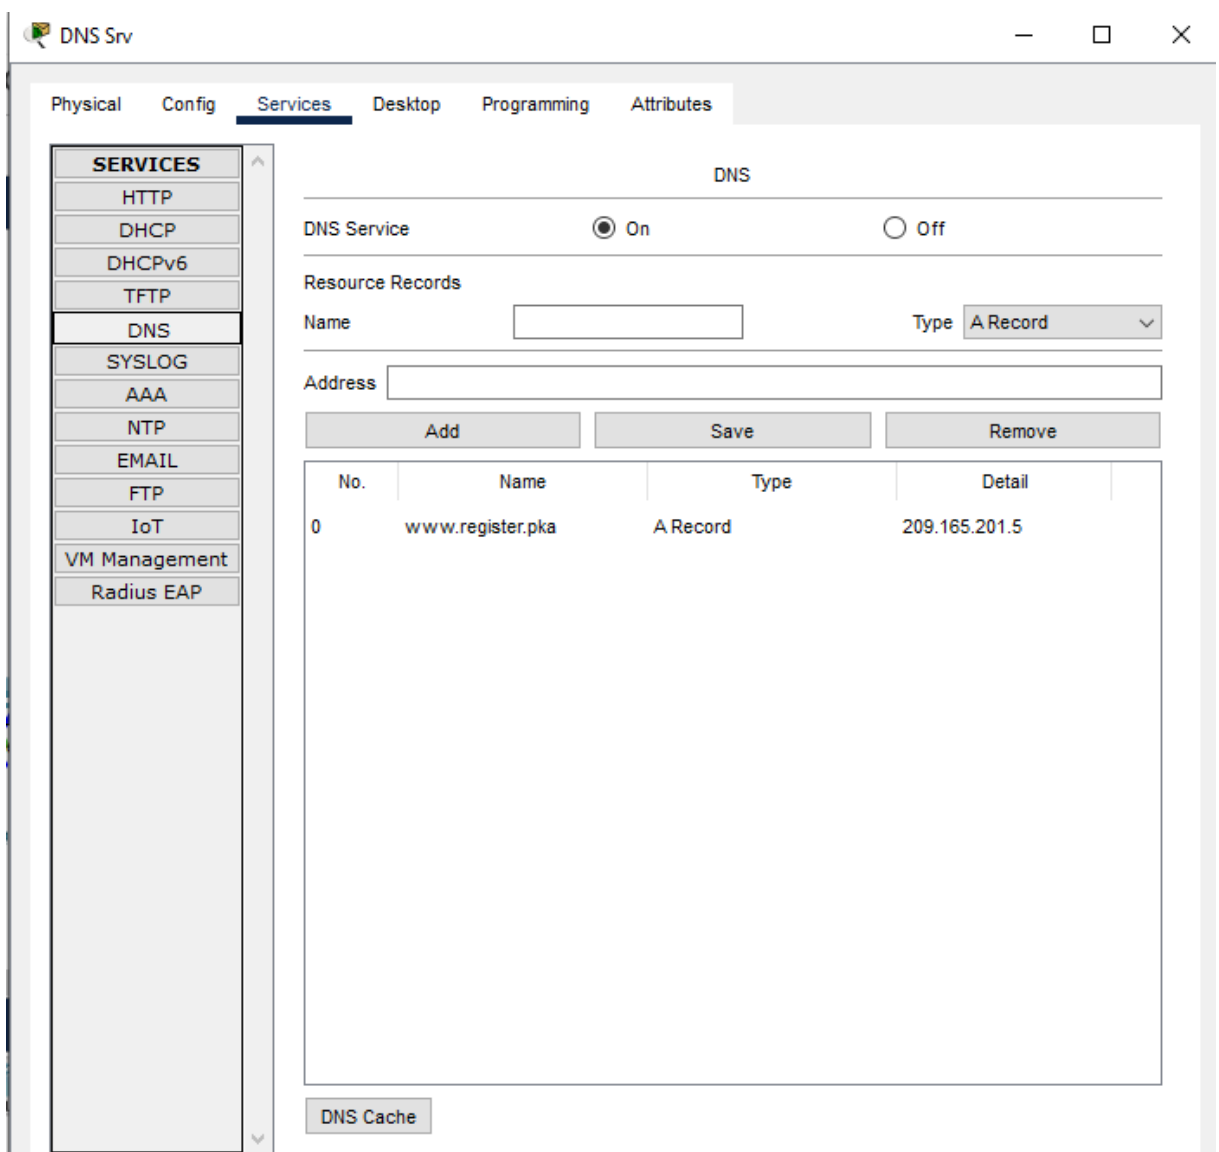 DNS Srv
Physical Config Services Desktop Programming Attributes
SERVICES
HTTP
DHCP
DHCPv6
TFTP
DNS
SYSLOG
AAA
NTP
EMAIL
FTP
IoT
VM Management
Radius EAP
DNS
DNS Service On Off
Resource Records
Name Type A Record
Address
Add Save Remove
No. Name Type Detail
0 www.register.pka A Record 209.165.201.5
DNS Cache